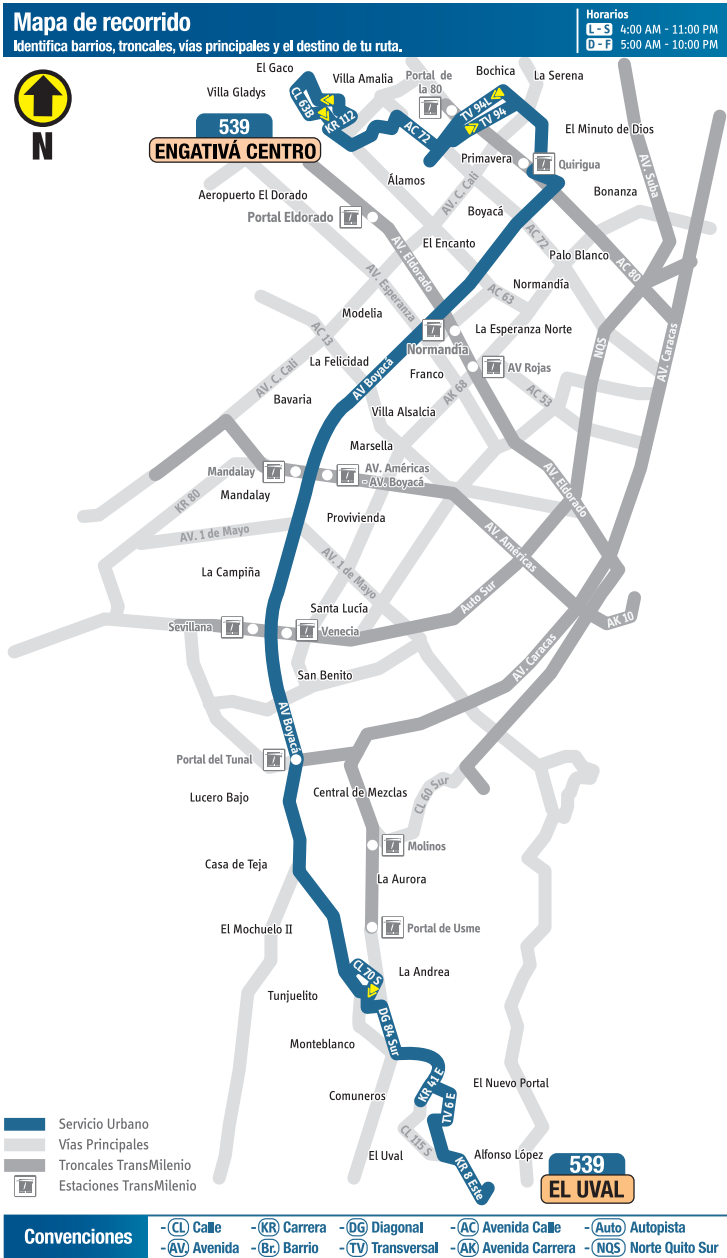 Mapa de recorrido
Identifica barrios, troncales, vías principales y el destino de tu ruta.
Horarios
L - S 4:00 AM - 11:00 PM
D - F 5:00 AM - 10:00 PM
N
El Gaco
Villa Gladys
Villa Amalia
Portal de
la 80
Bochica
La Serena
CL 63B
KR 112
AC 72
TV 94L
TV 94
539
ENGATIVÁ CENTRO
El Minuto de Dios
Primavera
Quirigua
AV. Suba
Álamos
AV. C. Cali
Bonanza
Aeropuerto El Dorado
Portal Eldorado
Boyacá
AC 72
El Encanto
AV. Eldorado
Palo Blanco
AC 80
AV. Esperanza
Normandía
AC 63
Modelia
AC 13
La Esperanza Norte
Normandía
NQS
AV. Caracas
La Felicidad
AV. C. Cali
AV Boyacá
Franco
AV Rojas
AK 68
AC 53
Bavaria
Villa Alsalcia
Marsella
Mandalay
AV. Américas
- AV. Boyacá
AV. Eldorado
Mandalay
KR 80
Provivienda
AV. 1 de Mayo
AV. Américas
La Campiña
AV. 1 de Mayo
Santa Lucía
Auto Sur
AK 10
Sevillana
Venecia
AV. Caracas
San Benito
AV Boyacá
Portal del Tunal
Lucero Bajo
Central de Mezclas
CL 60 Sur
Casa de Teja
Molinos
La Aurora
El Mochuelo II
Portal de Usme
CL 70 S
La Andrea
Tunjuelito
DG 84 Sur
Monteblanco
KR 41 E
El Nuevo Portal
Comuneros
TV 6 E
CL 115 S
El Uval
KR 8 Este
Alfonso López
539
EL UVAL
Servicio Urbano
Vías Principales
Troncales TransMilenio
Estaciones TransMilenio
Convenciones
- CL Calle - KR Carrera - DG Diagonal - AC Avenida Calle - Auto Autopista
- AV. Avenida - Br. Barrio - TV Transversal - AK Avenida Carrera - NQS Norte Quito Sur